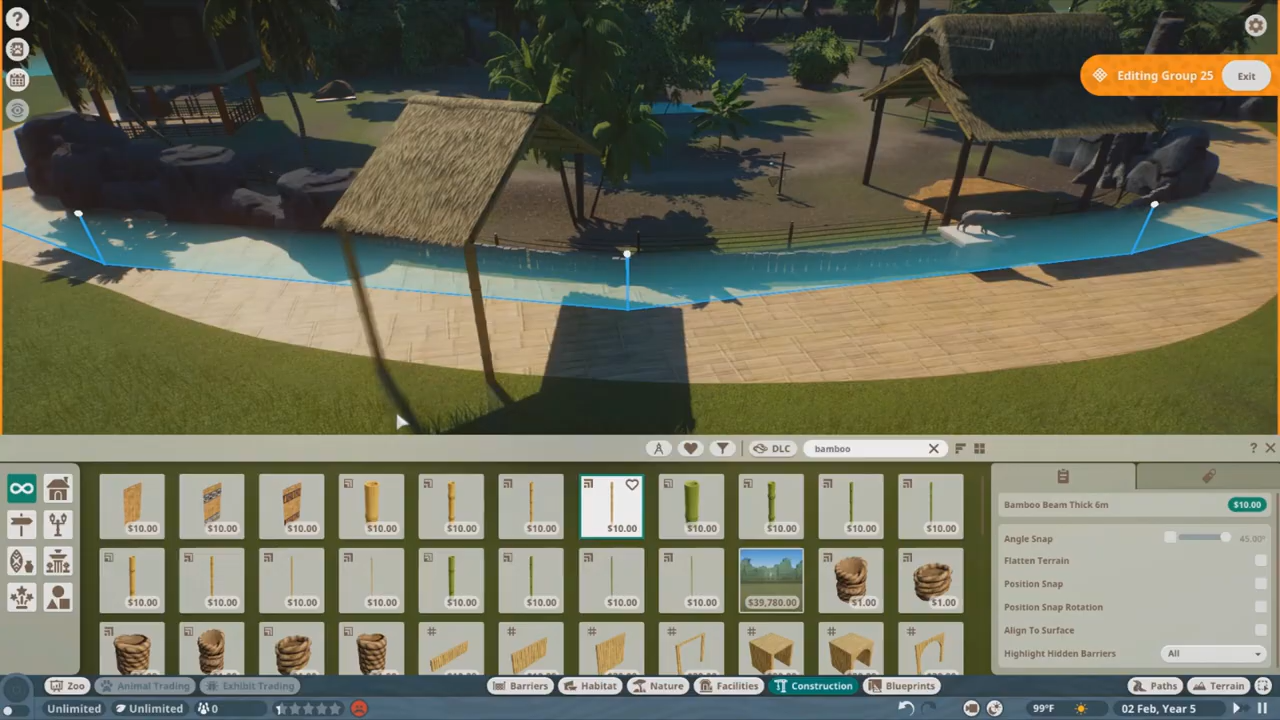 ?
Editing Group 25 Exit
DLC bamboo
? 
$10.00 $10.00 $10.00 $10.00 $10.00 $10.00 $10.00 $10.00 $10.00 $10.00 $10.00
$10.00 $10.00 $10.00 $10.00 $10.00 $10.00 $10.00 $10.00 $39,780.00 $1.00 $1.00
Bamboo Beam Thick 6m $10.00
Angle Snap 45.00°
Flatten Terrain
Position Snap
Position Snap Rotation
Align To Surface
Highlight Hidden Barriers All
Zoo Animal Trading Exhibit Trading Barriers Habitat Nature Facilities Construction Blueprints Paths Terrain
Unlimited Unlimited 0 99°F 02 Feb, Year 5